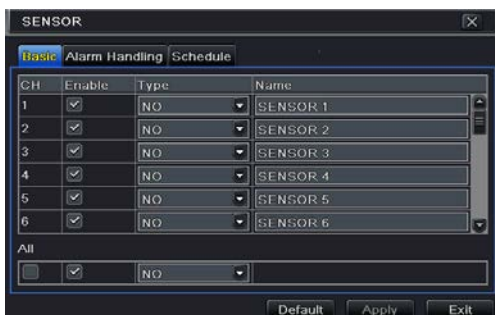 SENSOR
Basic Alarm Handling Schedule
CH Enable Type Name
1 NO SENSOR 1
2 NO SENSOR 2
3 NO SENSOR 3
4 NO SENSOR 4
5 NO SENSOR 5
6 NO SENSOR 6
All
NO
Default Apply Exit